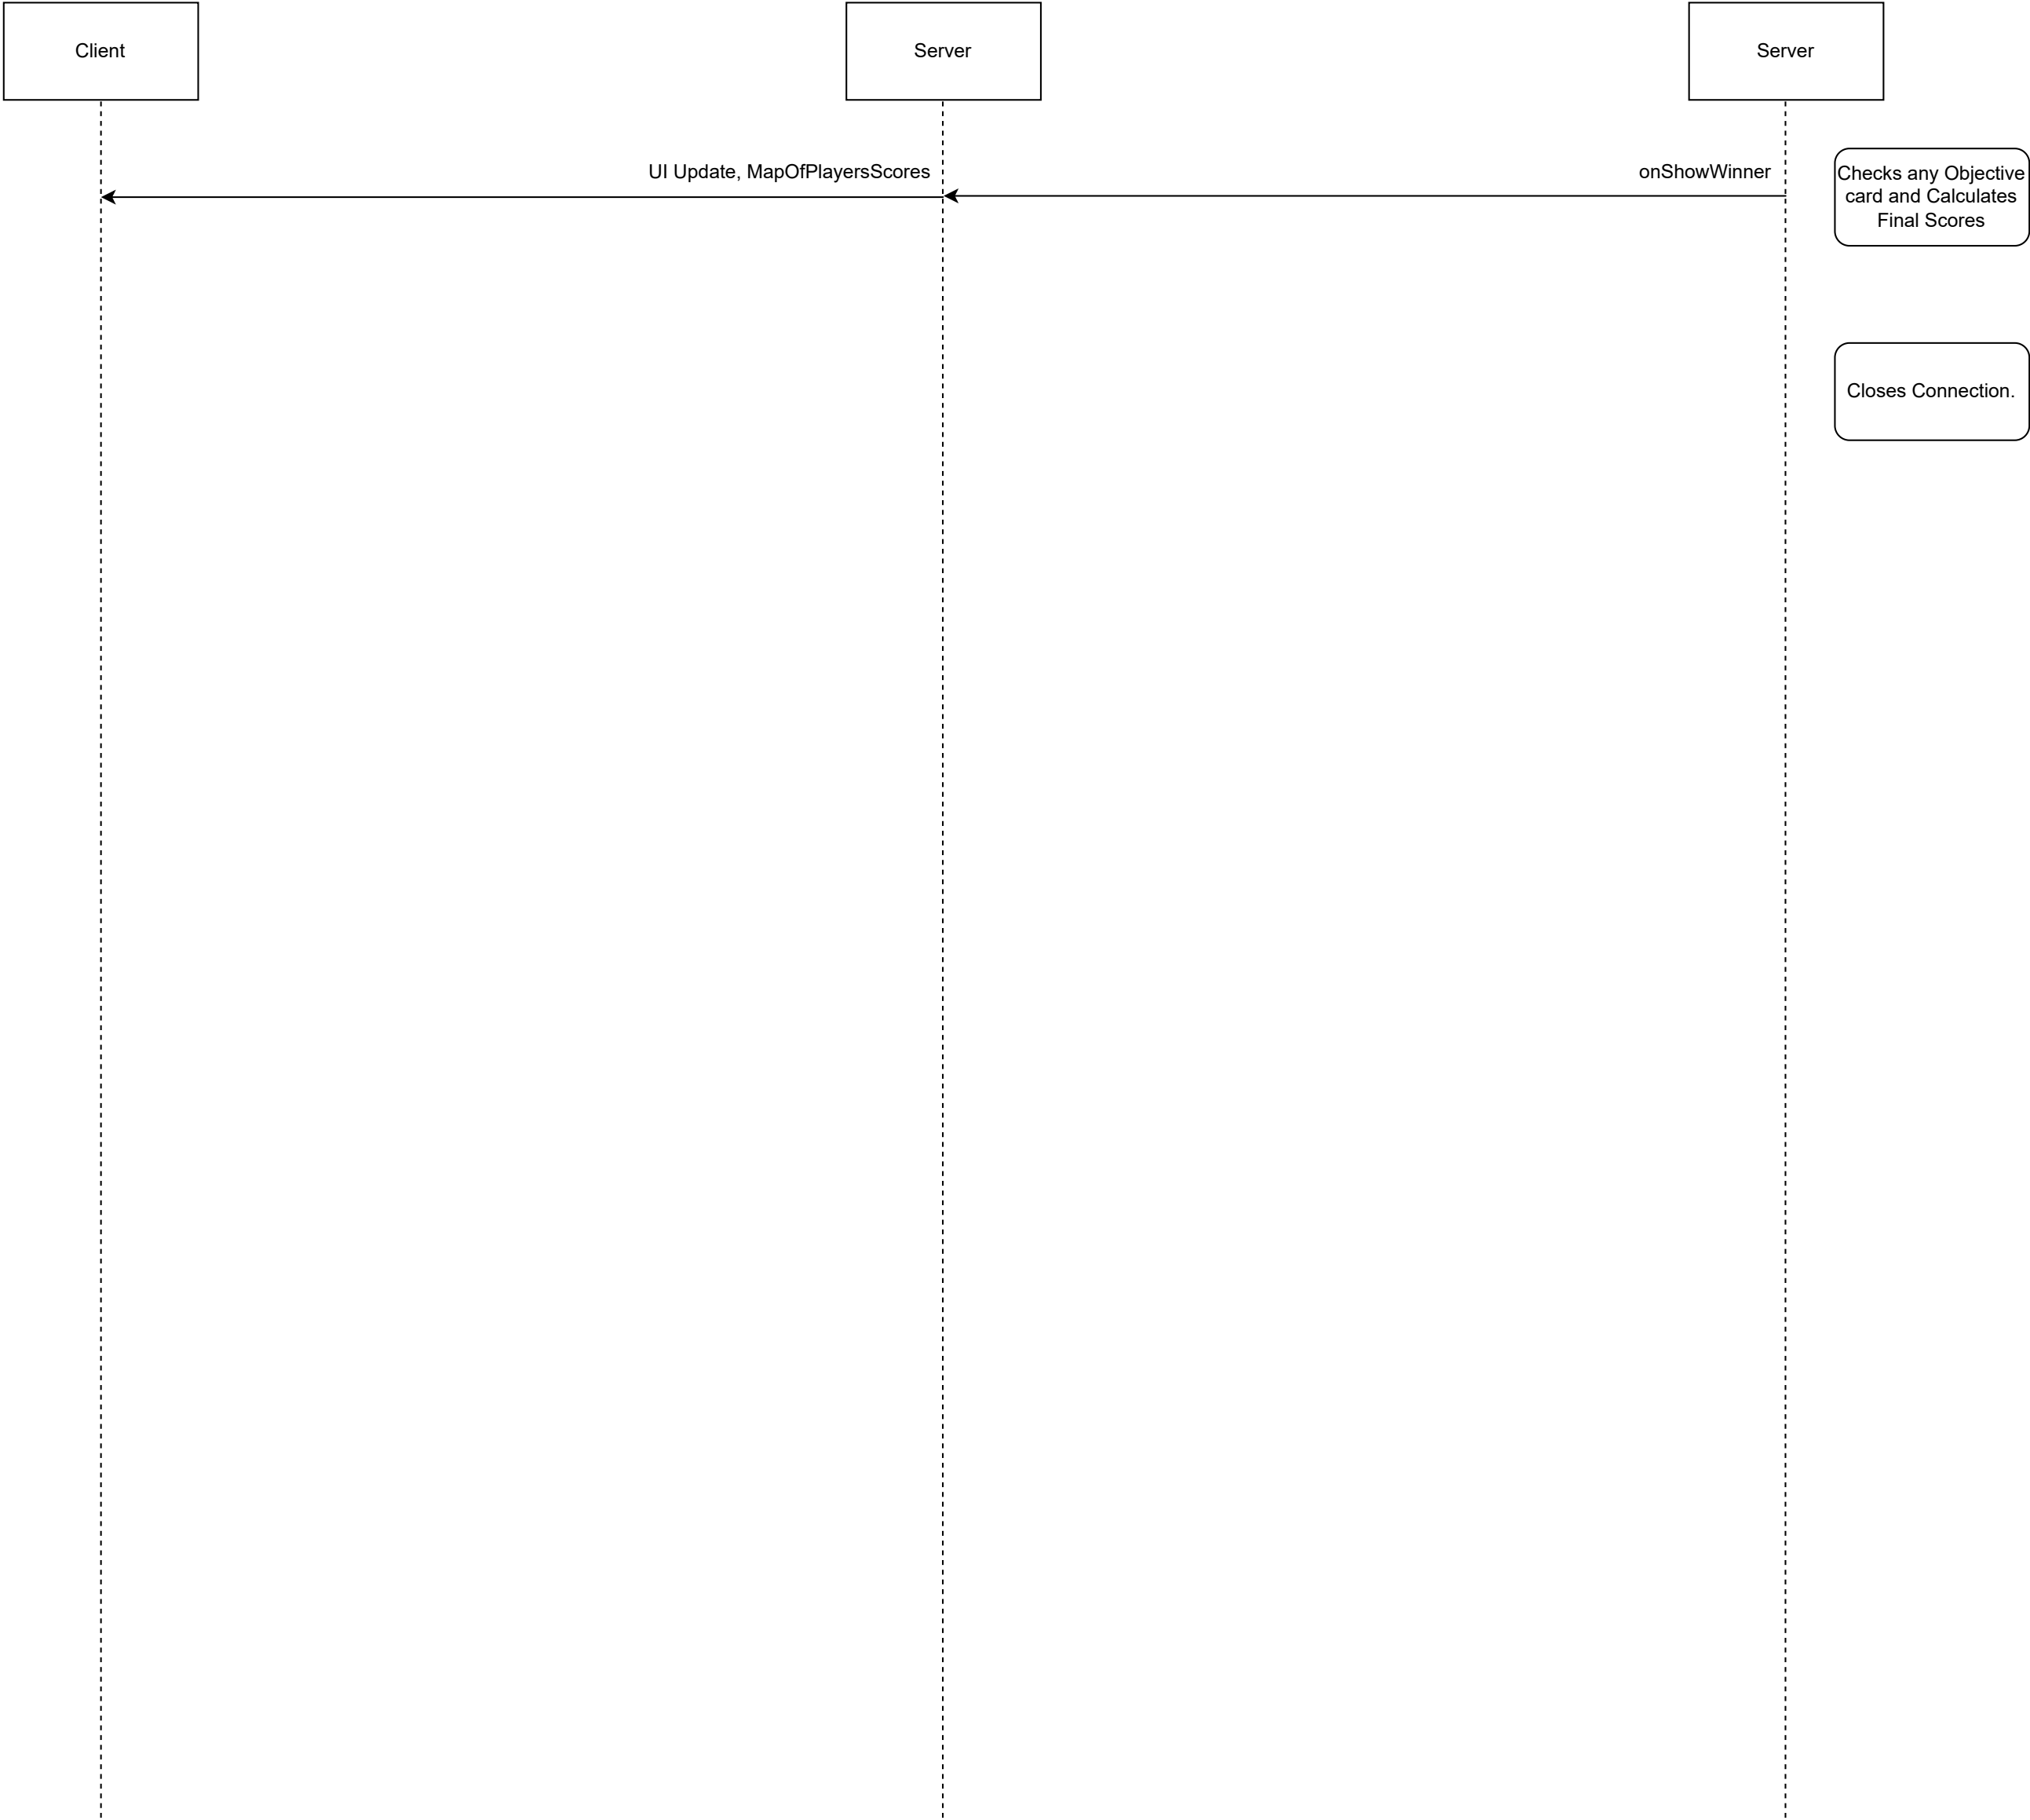 Client
Server
Server
UI Update, MapOfPlayersScores
onShowWinner
Checks any Objective
card and Calculates
Final Scores
Closes Connection.